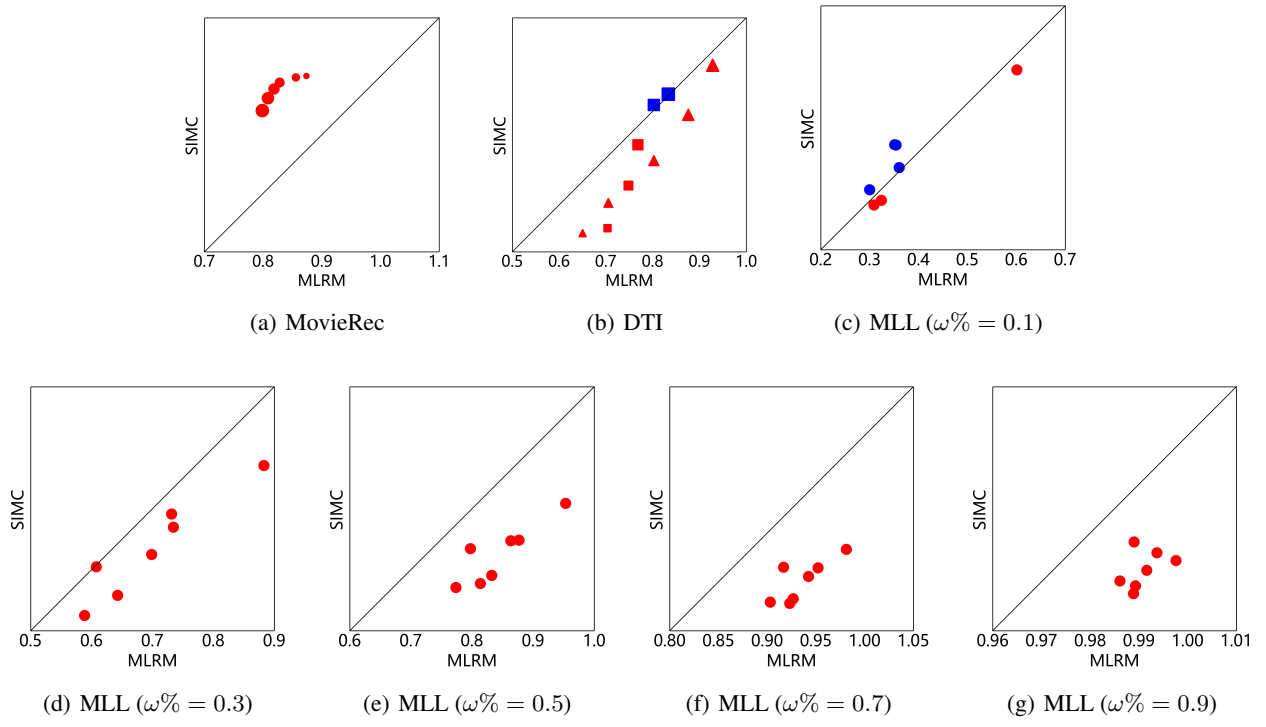 SIMC
0.7 0.8 0.9 1.0 1.1
MLRM
(a) MovieRec
SIMC
0.5 0.6 0.7 0.8 0.9 1.0
MLRM
(b) DTI
SIMC
0.2 0.3 0.4 0.5 0.6 0.7
MLRM
(c) MLL (ω% = 0.1)
SIMC
0.5 0.6 0.7 0.8 0.9
MLRM
(d) MLL (ω% = 0.3)
SIMC
0.6 0.7 0.8 0.9 1.0
MLRM
(e) MLL (ω% = 0.5)
SIMC
0.80 0.85 0.90 0.95 1.00 1.05
MLRM
(f) MLL (ω% = 0.7)
SIMC
0.96 0.97 0.98 0.99 1.00 1.01
MLRM
(g) MLL (ω% = 0.9)